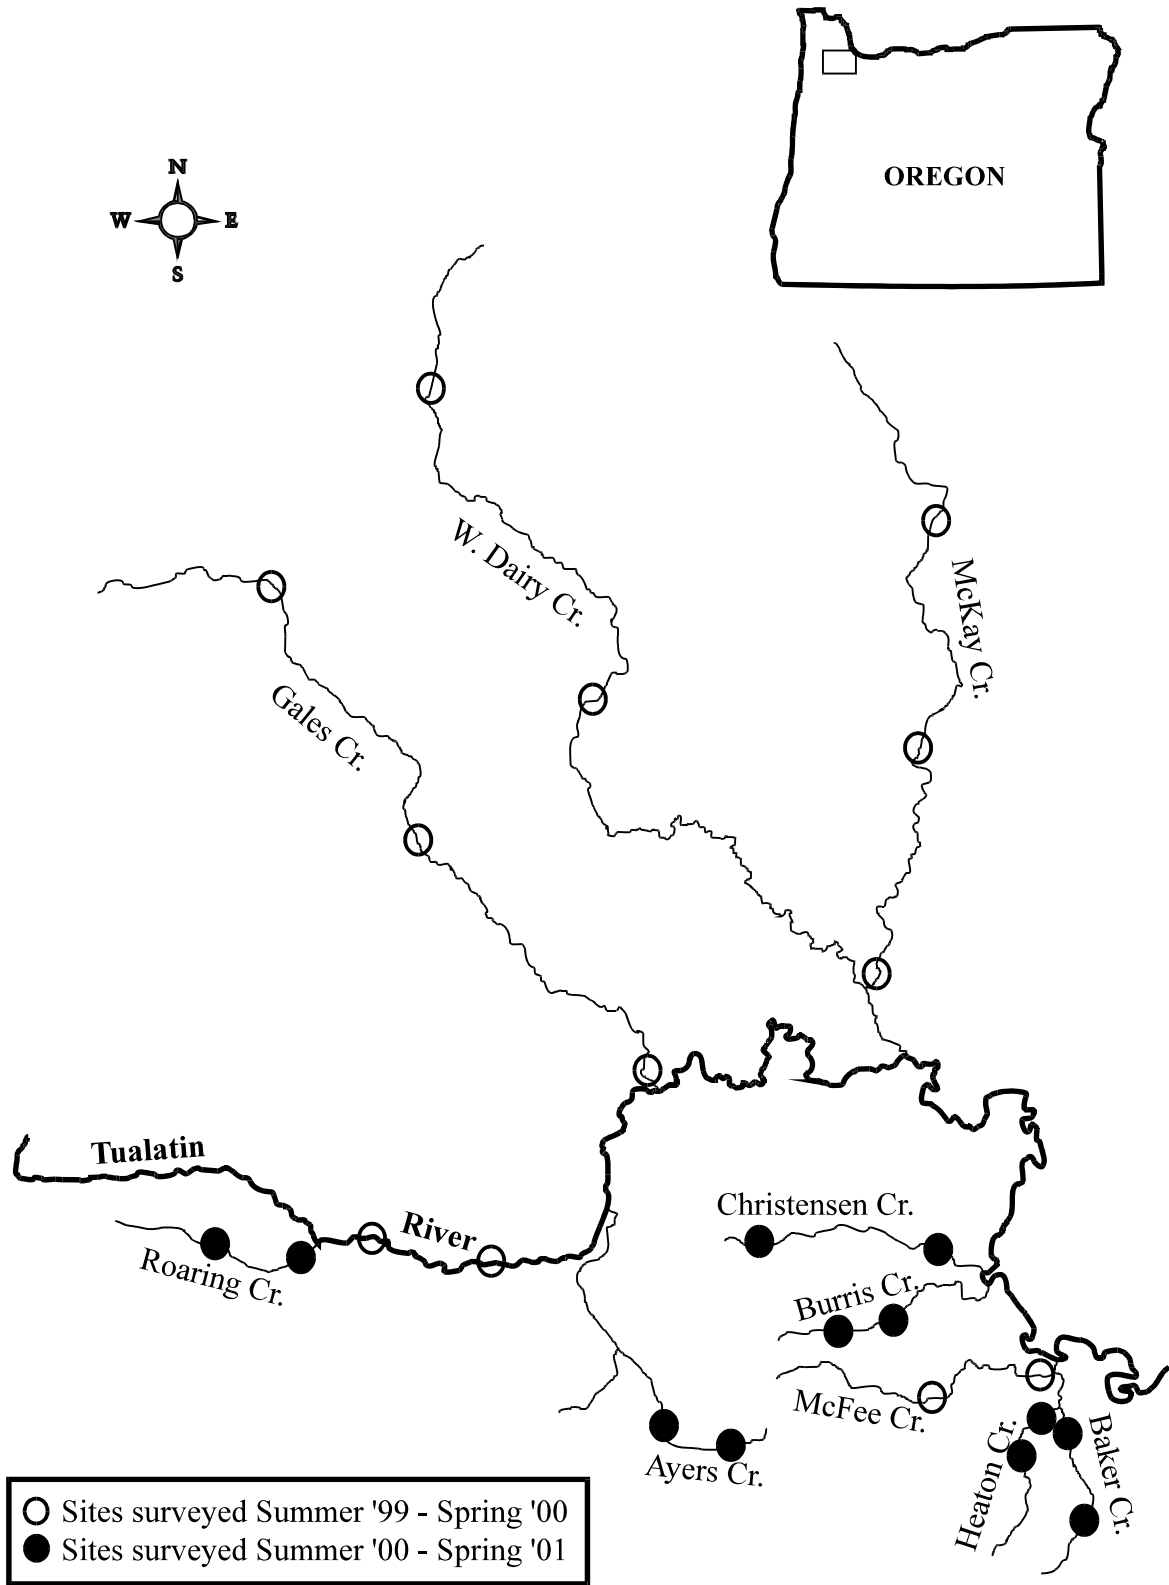 OREGON
N
W
E
S
W. Dairy Cr.
McKay Cr.
Gales Cr.
Tualatin
River
Christensen Cr.
Roaring Cr.
Burris Cr.
McFee Cr.
Ayers Cr.
Heaton Cr.
Baker Cr.
Sites surveyed Summer '99 - Spring '00
Sites surveyed Summer '00 - Spring '01